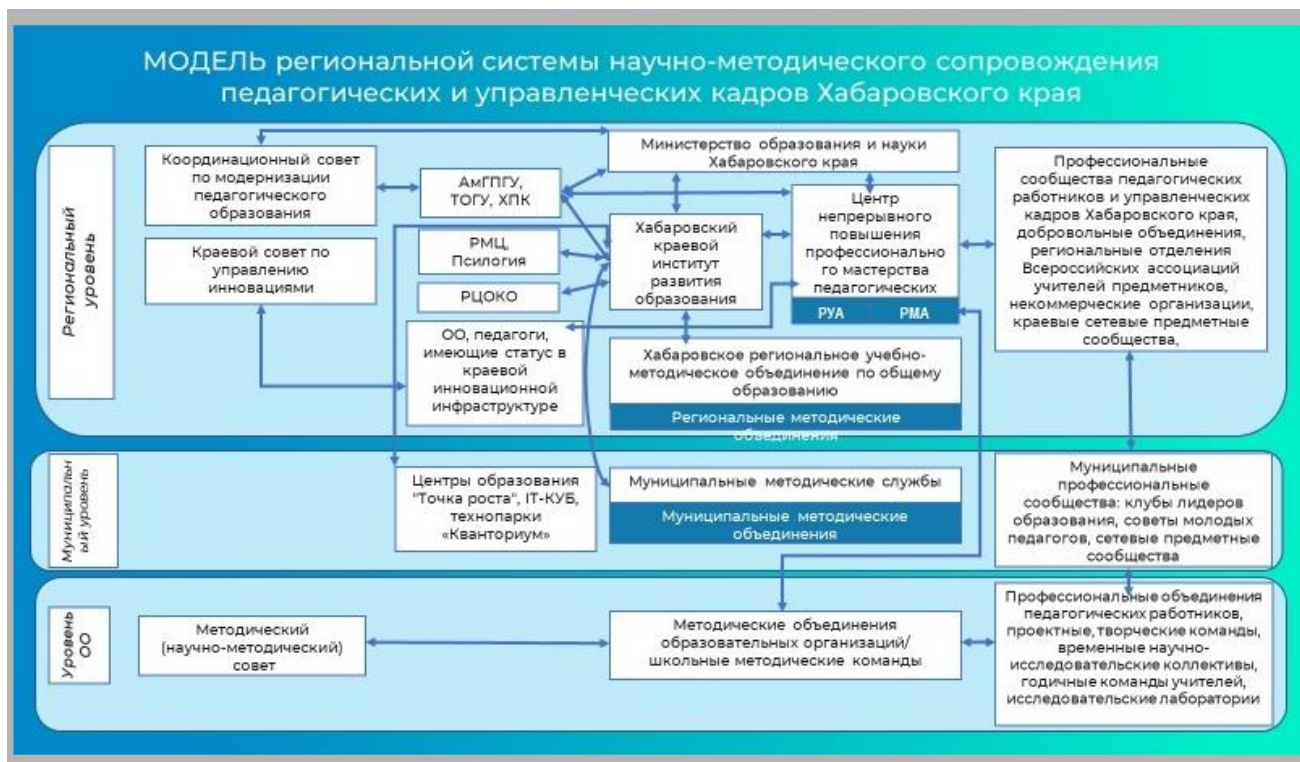 МОДЕЛЬ региональной системы научно-методического сопровождения
педагогических и управленческих кадров Хабаровского края
Региональный
уровень
Координационный совет
по модернизации
педагогического
образования
Краевой совет по
управлению
инновациями
АмГПГУ,
ТОГУ, ХПК
РМЦ,
Псилогия
РЦОКО
ОО, педагоги,
имеющие статус в
краевой
инновационной
инфраструктуре
Министерство образования и науки
Хабаровского края
Хабаровский
краевой
институт
развития
образования
Центр
непрерывного
повышения
профессионально
го мастерства
педагогических
РУА
РМА
Хабаровское региональное учебно-
методическое объединение по общему
образованию
Региональные методические
объединения
Профессиональные
сообщества педагогических
работников и управленческих
кадров Хабаровского края,
добровольные объединения,
региональные отделения
Всероссийских ассоциаций
учителей предметников,
некоммерческие организации,
краевые сетевые предметные
сообщества,
Муниципальн
ый уровень
Центры образования
"Точка роста", IT-КУБ,
технопарки
«Кванториум»
Муниципальные методические службы
Муниципальные методические
объединения
Муниципальные
профессиональные
сообщества: клубы лидеров
образования, советы молодых
педагогов, сетевые предметные
сообщества
Уровень
ОО
Методический
(научно-методический)
совет
Методические объединения
образовательных организаций/
школьные методические команды
Профессиональные объединения
педагогических работников,
проектные, творческие команды,
временные научно-
исследовательские коллективы,
годичные команды учителей,
исследовательские лаборатории